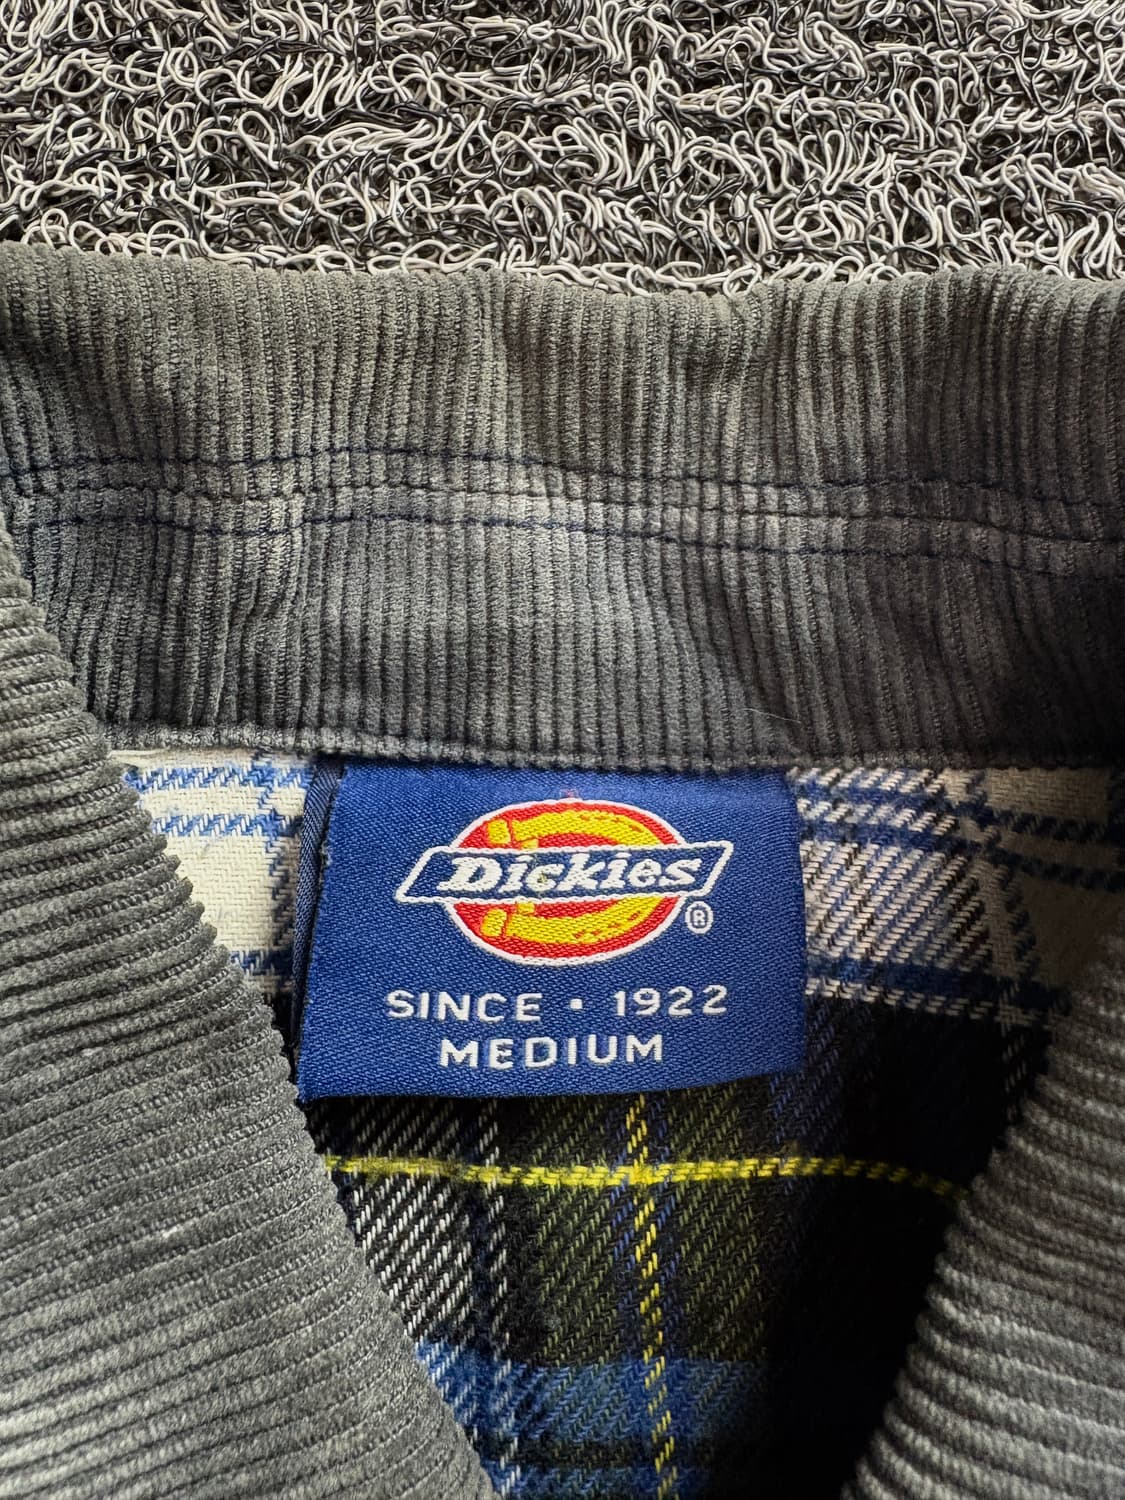 Dickies
®
SINCE • 1922
MEDIUM